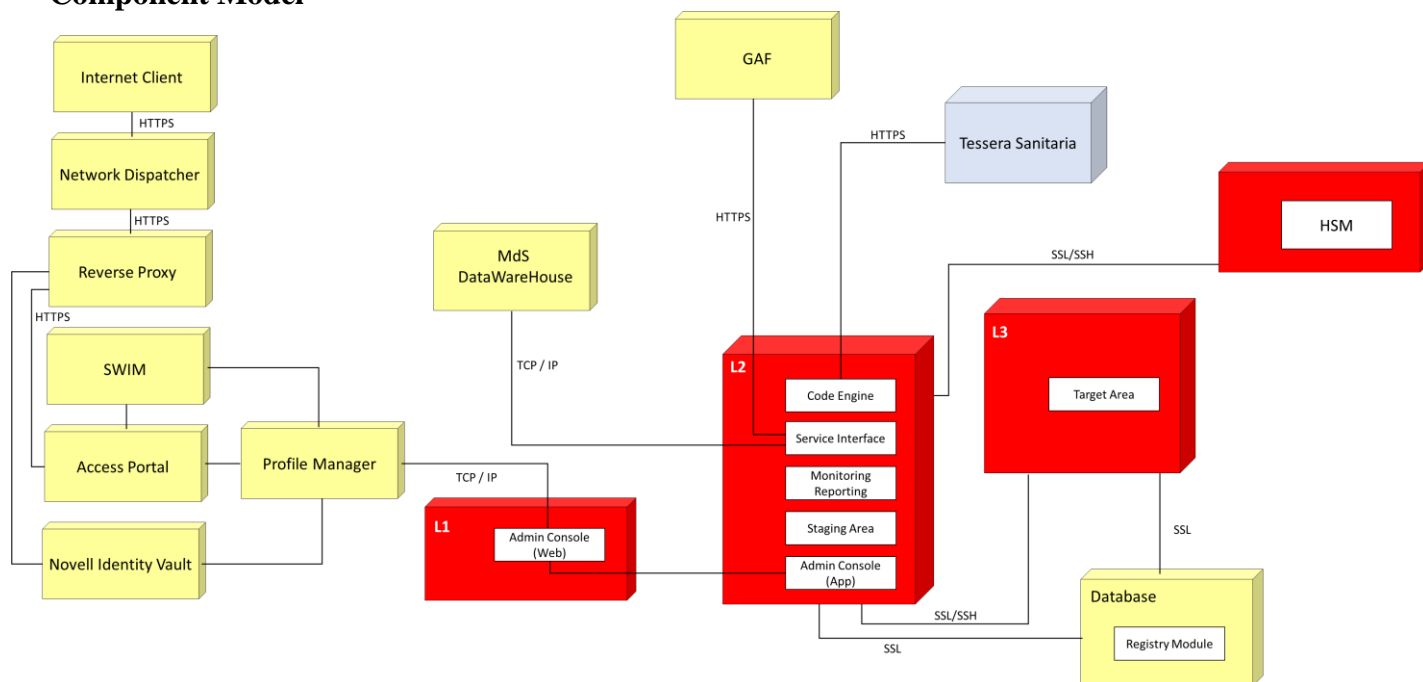 Component Model
Internet Client
HTTPS
Network Dispatcher
HTTPS
Reverse Proxy
HTTPS
SWIM
Access Portal
Profile Manager
Novell Identity Vault
TCP / IP
L1
Admin Console
(Web)
MdS
DataWareHouse
TCP / IP
GAF
HTTPS
HTTPS
Tessera Sanitaria
L2
Code Engine
Service Interface
Monitoring
Reporting
Staging Area
Admin Console
(App)
SSL/SSH
HSM
L3
Target Area
SSL/SSH
SSL
SSL
Database
Registry Module